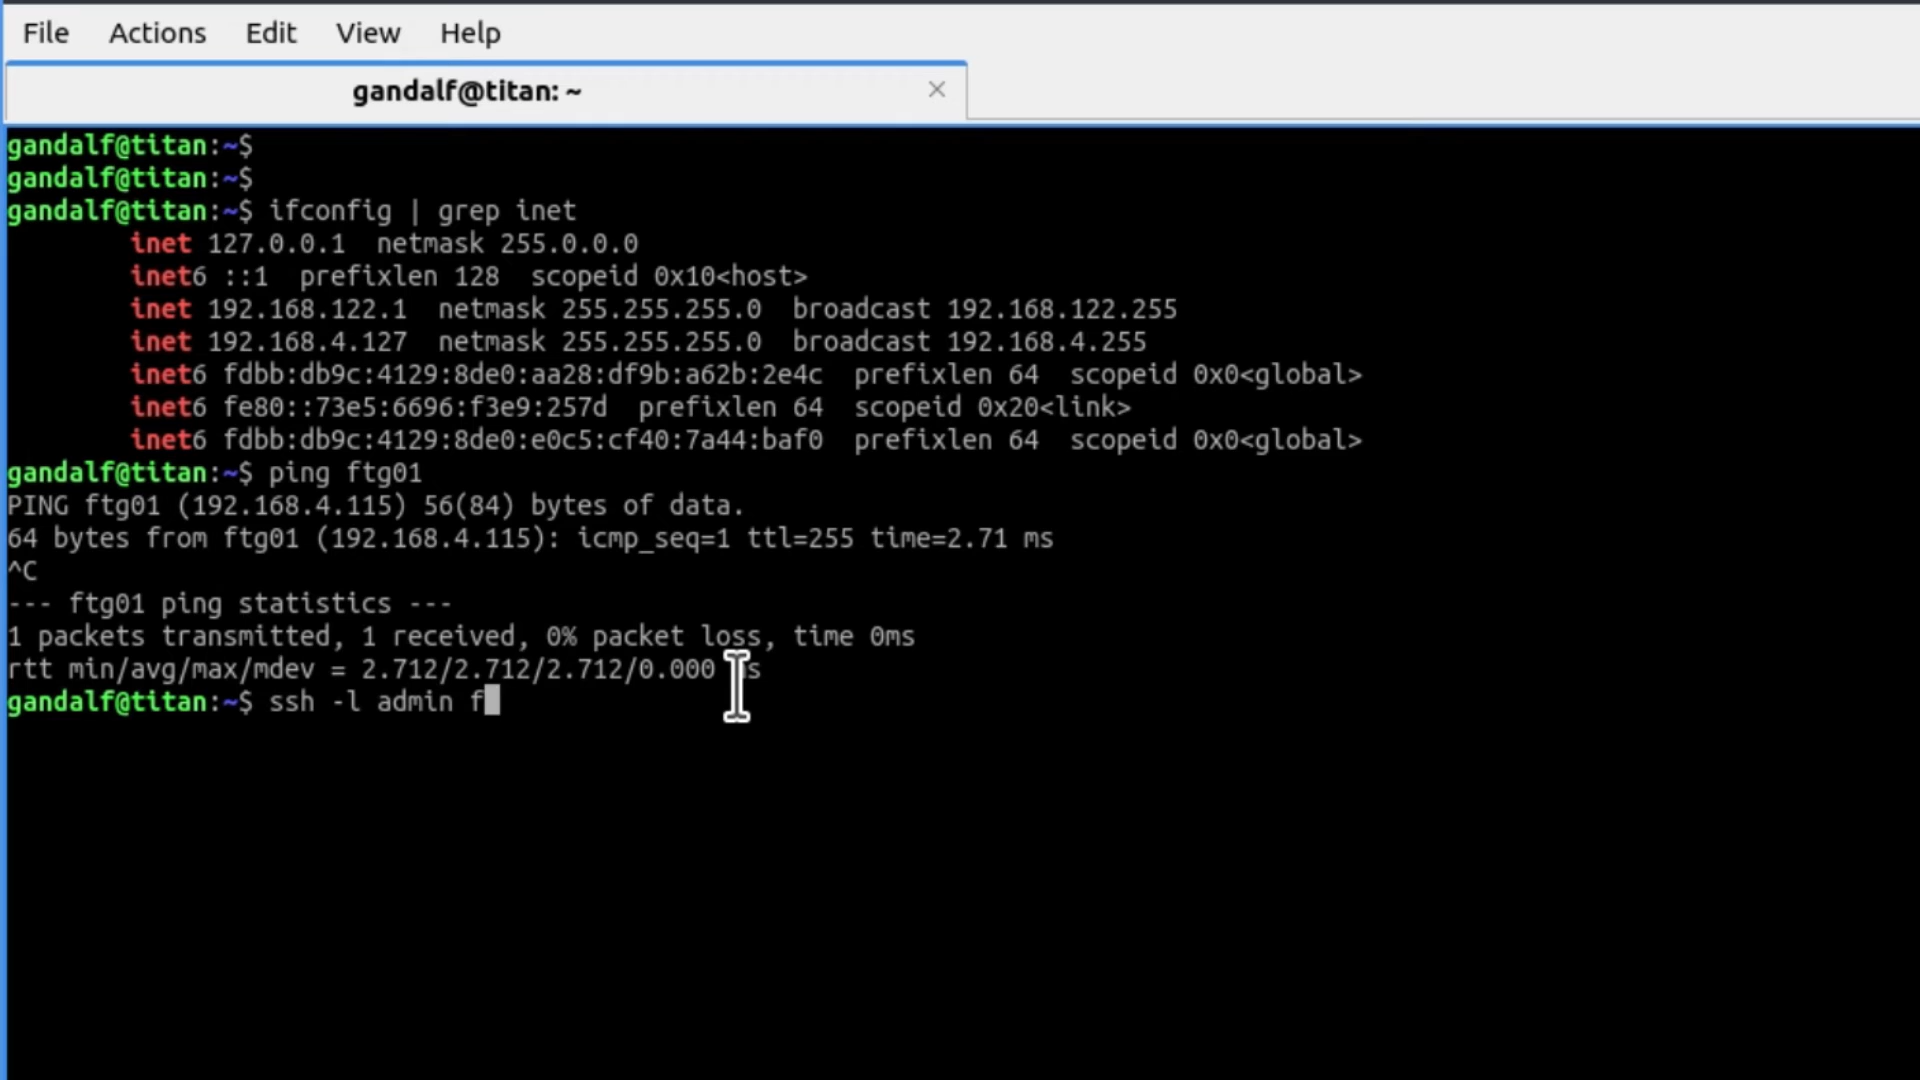 File Actions Edit View Help
gandalf@titan: ~ ×
gandalf@titan:~$
gandalf@titan:~$
gandalf@titan:~$ ifconfig | grep inet
inet 127.0.0.1 netmask 255.0.0.0
inet6 ::1 prefixlen 128 scopeid 0x10<host>
inet 192.168.122.1 netmask 255.255.255.0 broadcast 192.168.122.255
inet 192.168.4.127 netmask 255.255.255.0 broadcast 192.168.4.255
inet6 fdbb:db9c:4129:8de0:aa28:df9b:a62b:2e4c prefixlen 64 scopeid 0x0<global>
inet6 fe80::73e5:6696:f3e9:257d prefixlen 64 scopeid 0x20<link>
inet6 fdbb:db9c:4129:8de0:e0c5:cf40:7a44:baf0 prefixlen 64 scopeid 0x0<global>
gandalf@titan:~$ ping ftg01
PING ftg01 (192.168.4.115) 56(84) bytes of data.
64 bytes from ftg01 (192.168.4.115): icmp_seq=1 ttl=255 time=2.71 ms
^C
--- ftg01 ping statistics ---
1 packets transmitted, 1 received, 0% packet loss, time 0ms
rtt min/avg/max/mdev = 2.712/2.712/2.712/0.000 ms
gandalf@titan:~$ ssh -l admin f